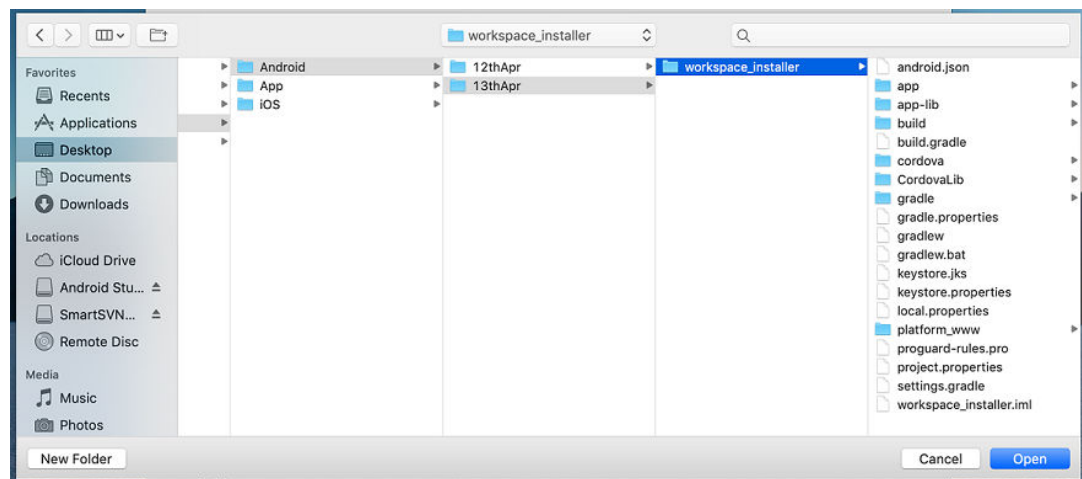 workspace_installer
Favorites
Recents
Applications
Desktop
Documents
Downloads
Locations
iCloud Drive
Android Stu...
SmartSVN...
Remote Disc
Media
Music
Photos
Android
App
iOS
12thApr
13thApr
workspace_installer
android.json
app
app-lib
build
build.gradle
cordova
CordovaLib
gradle
gradle.properties
gradlew
gradlew.bat
keystore.jks
keystore.properties
local.properties
platform_www
proguard-rules.pro
project.properties
settings.gradle
workspace_installer.iml
New Folder
Cancel
Open